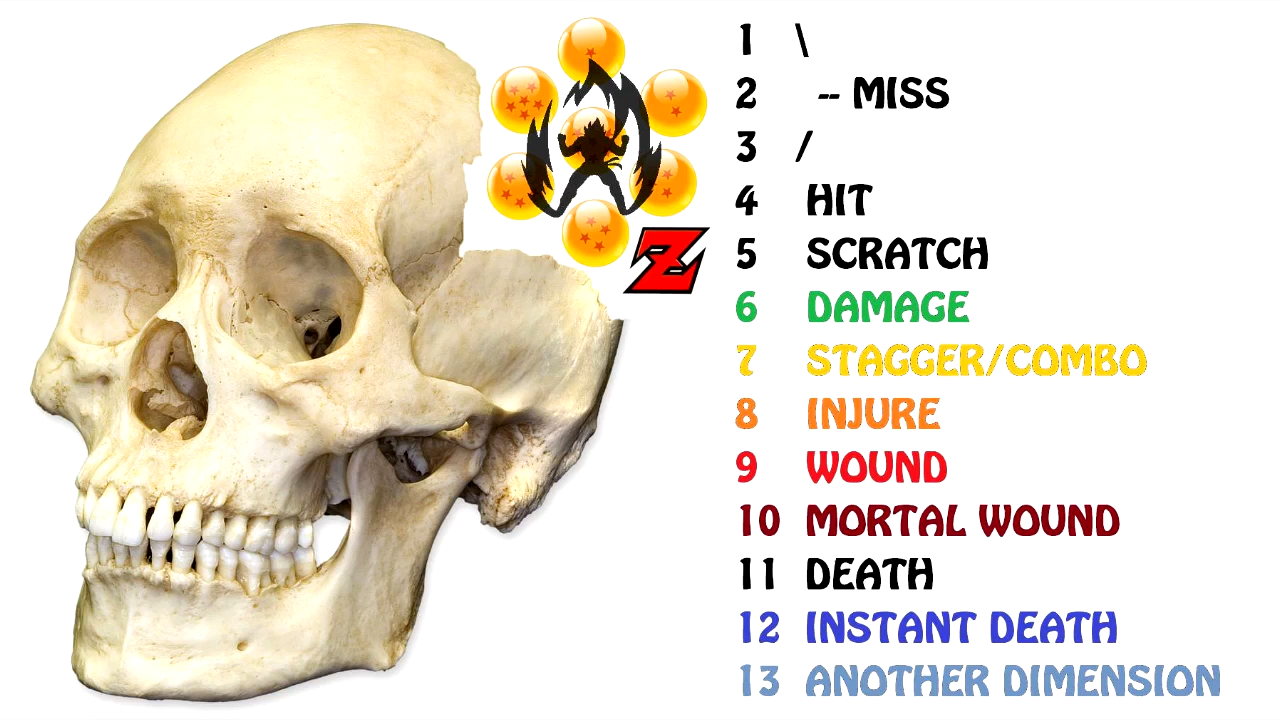 1 \
2 -- MISS
3 /
4 HIT
5 SCRATCH
6 DAMAGE
7 STAGGER/COMBO
8 INJURE
9 WOUND
10 MORTAL WOUND
11 DEATH
12 INSTANT DEATH
13 ANOTHER DIMENSION
Z